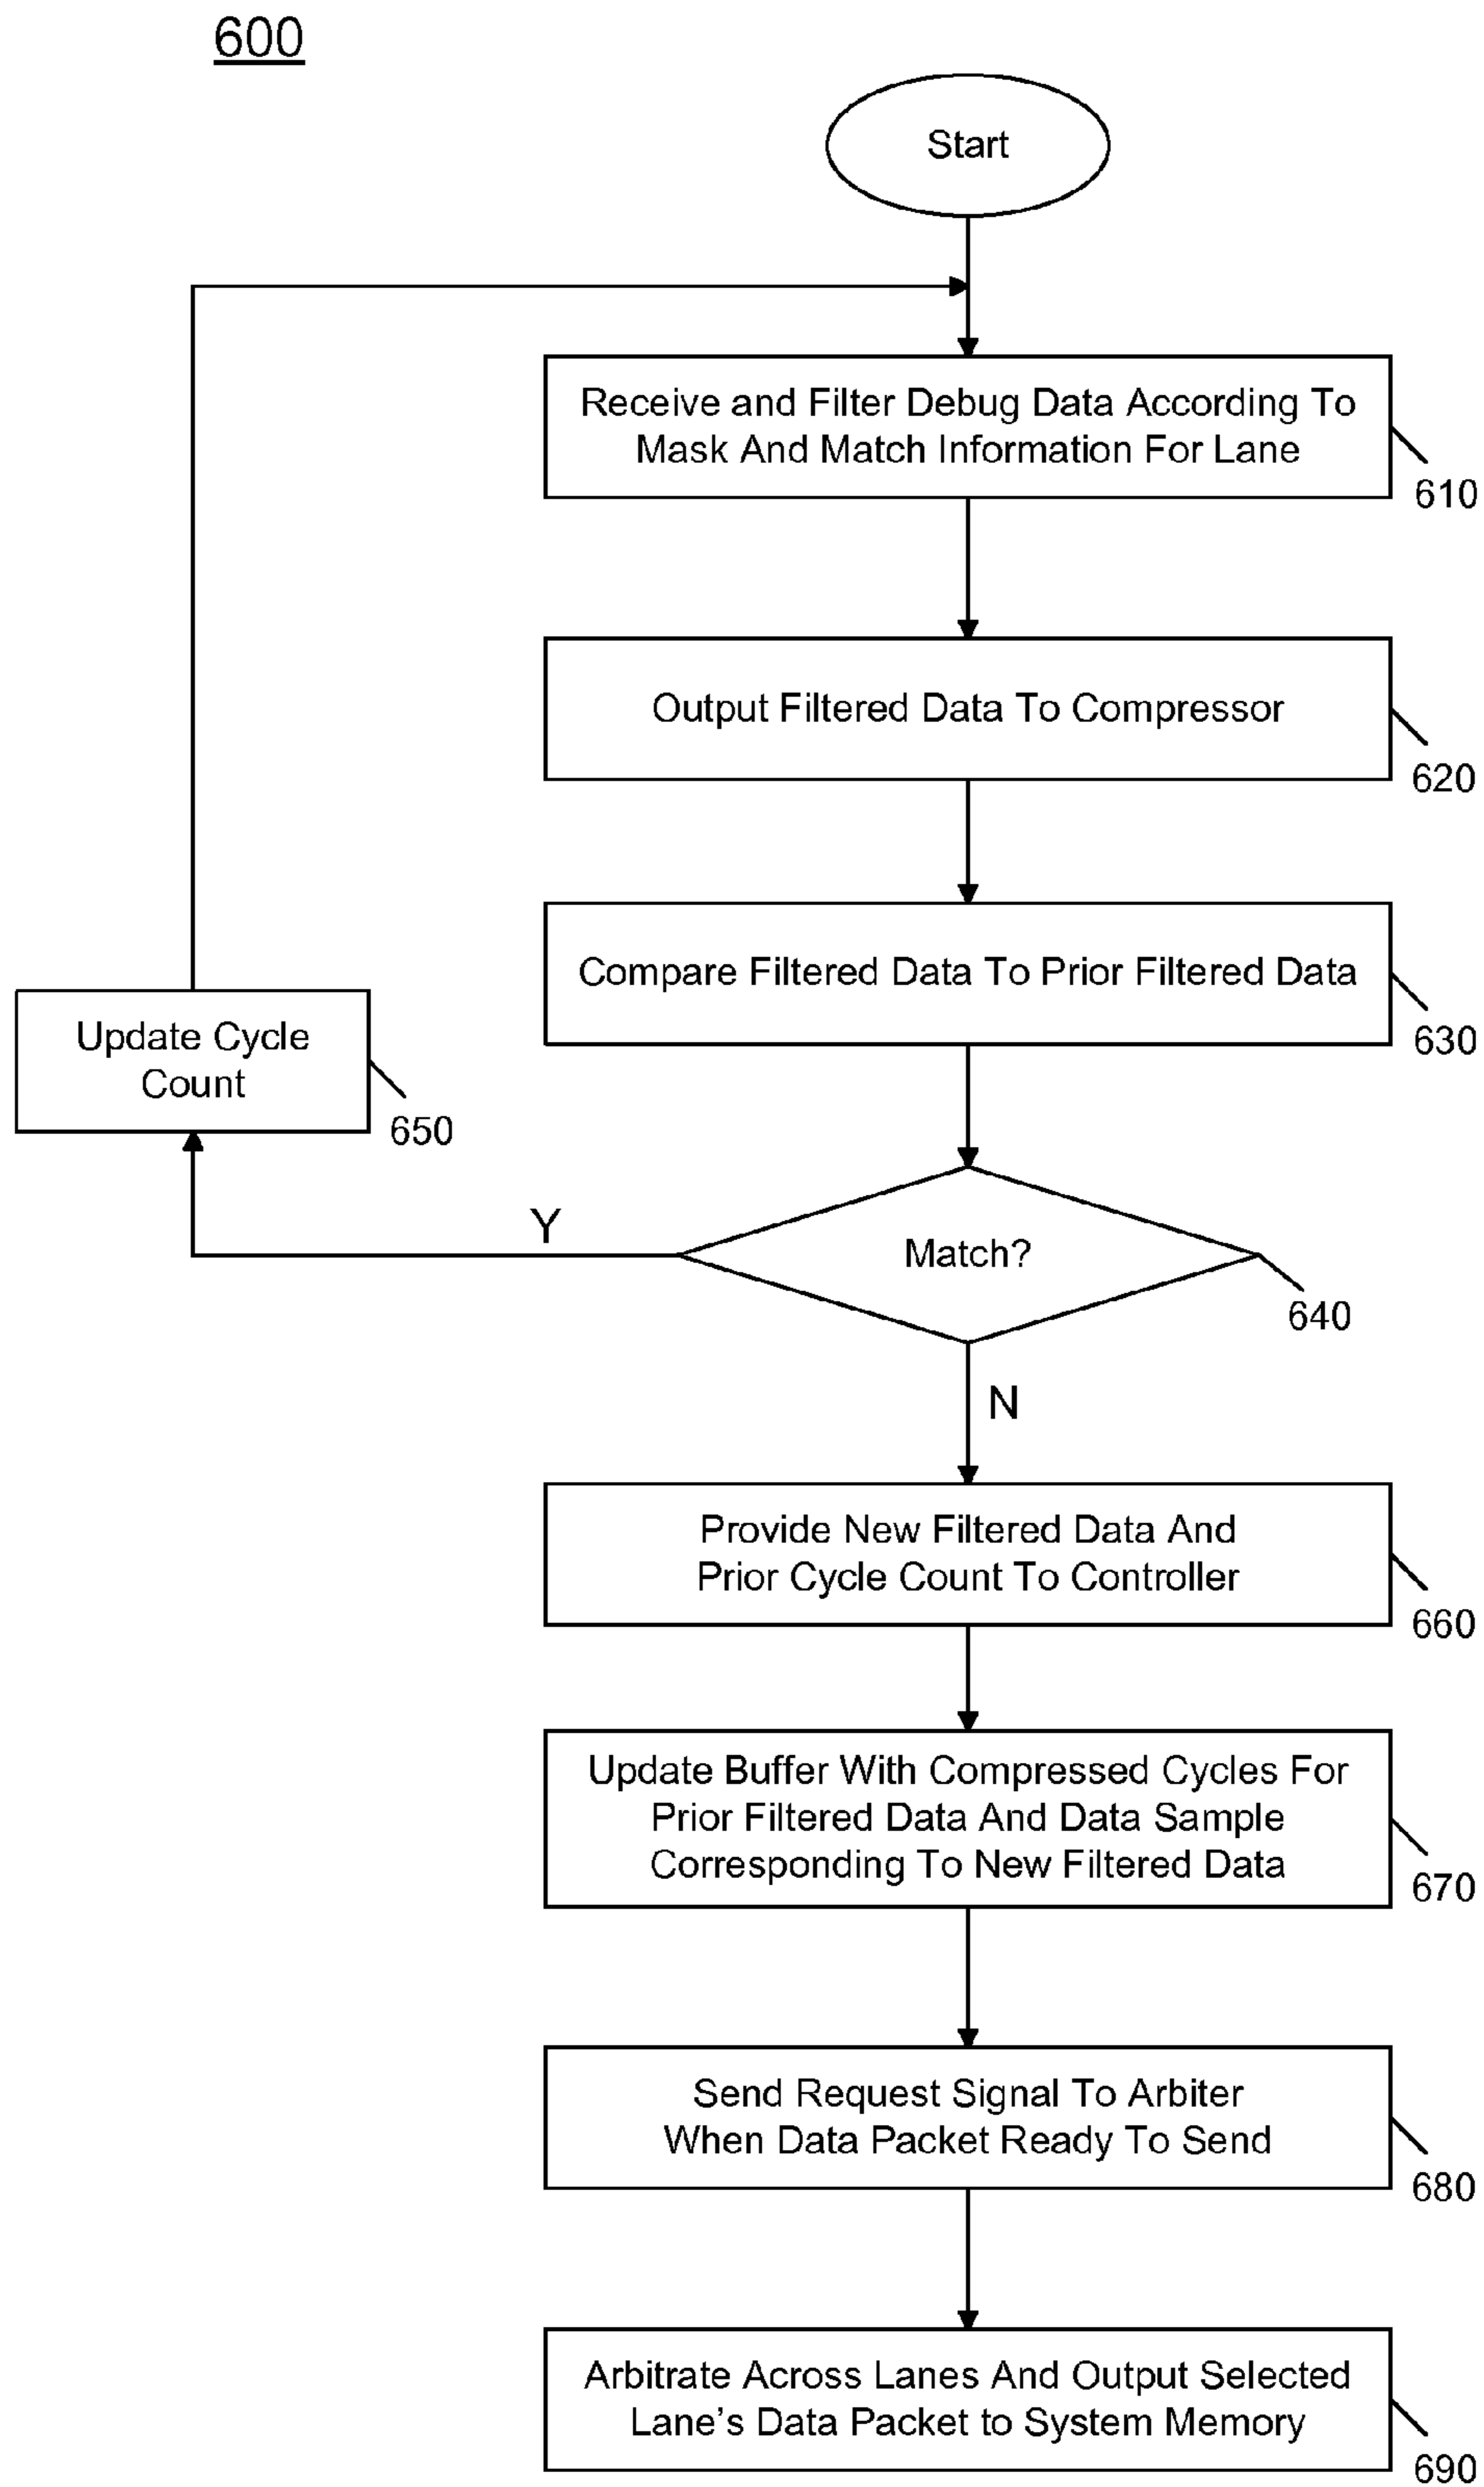 600
Start
Receive and Filter Debug Data According To
Mask And Match Information For Lane
610
Output Filtered Data To Compressor
620
Compare Filtered Data To Prior Filtered Data
630
Update Cycle
Count
650
Y
Match?
640
N
Provide New Filtered Data And
Prior Cycle Count To Controller
660
Update Buffer With Compressed Cycles For
Prior Filtered Data And Data Sample
Corresponding To New Filtered Data
670
Send Request Signal To Arbiter
When Data Packet Ready To Send
680
Arbitrate Across Lanes And Output Selected
Lane's Data Packet to System Memory
690